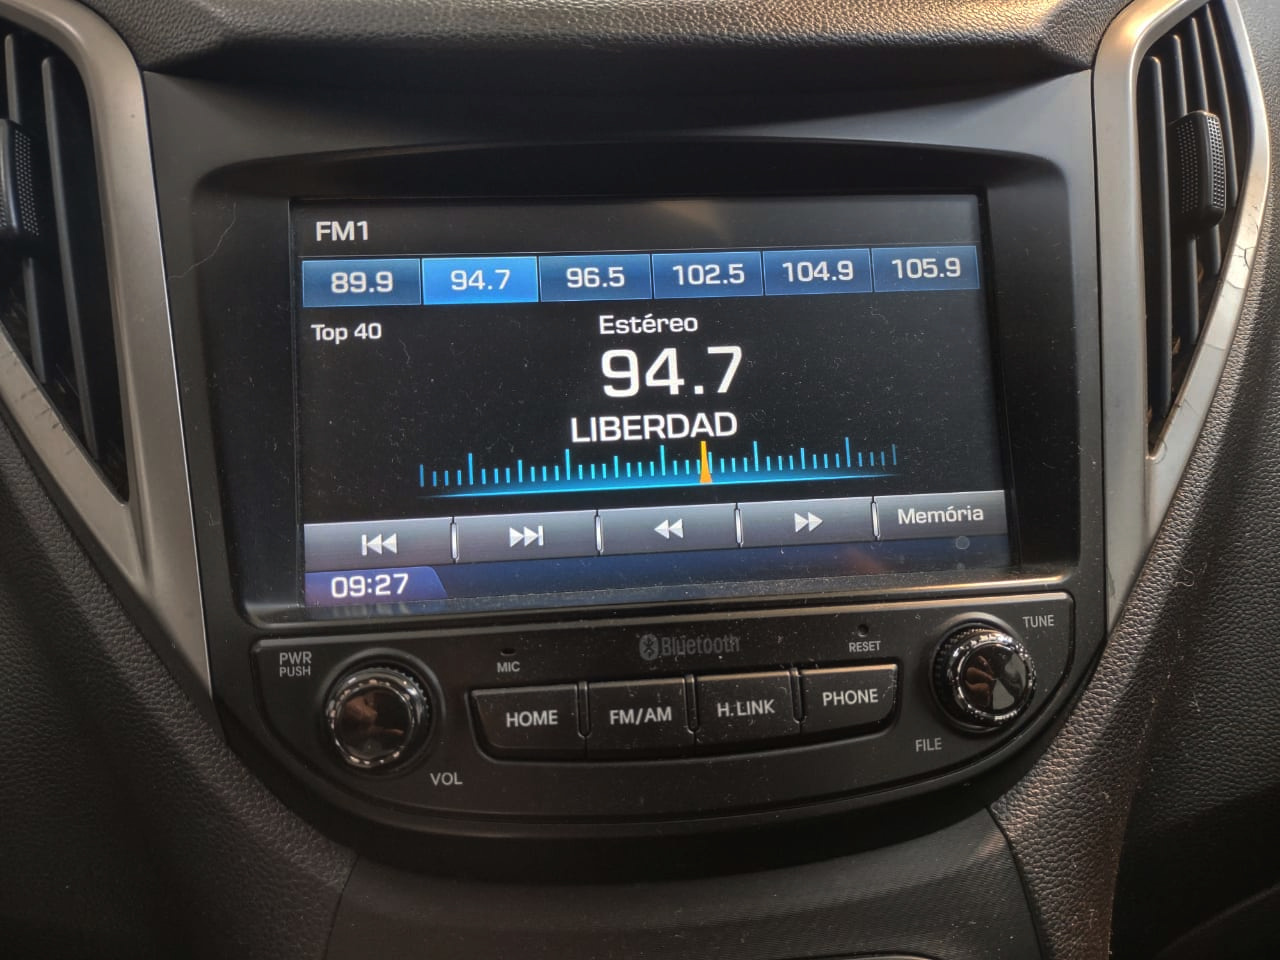 FM1
89.9 94.7 96.5 102.5 104.9 105.9
Top 40
Estéreo
94.7
LIBERDAD
Memória
09:27
PWR
PUSH
VOL
MIC
Bluetooth
RESET
TUNE
HOME FM/AM H.LINK PHONE
FILE